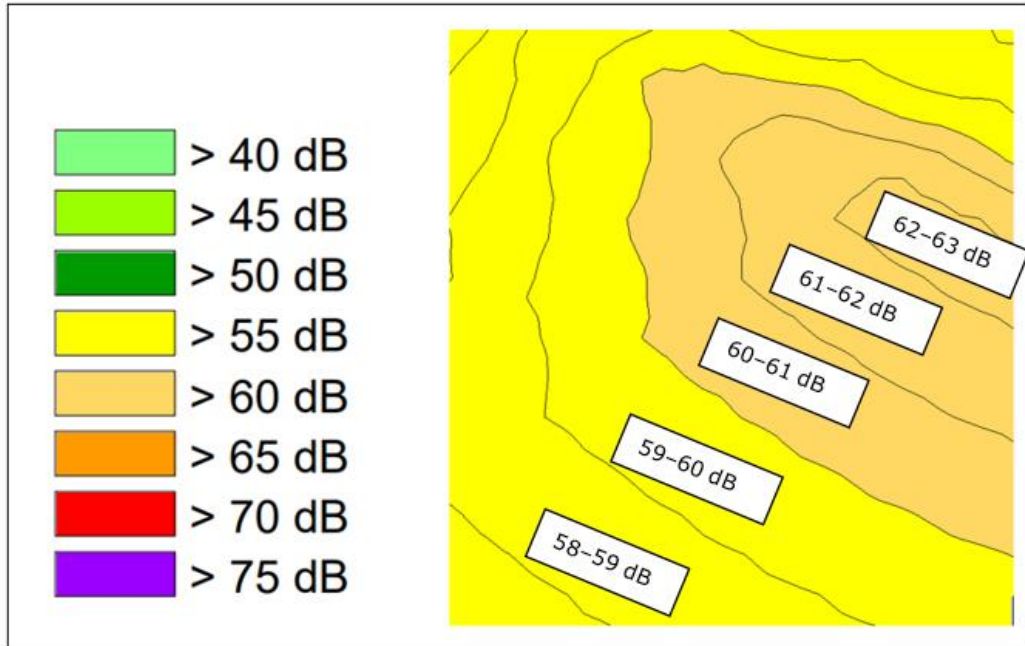 > 40 dB
> 45 dB
> 50 dB
> 55 dB
> 60 dB
> 65 dB
> 70 dB
> 75 dB
62–63 dB
61–62 dB
60–61 dB
59–60 dB
58–59 dB